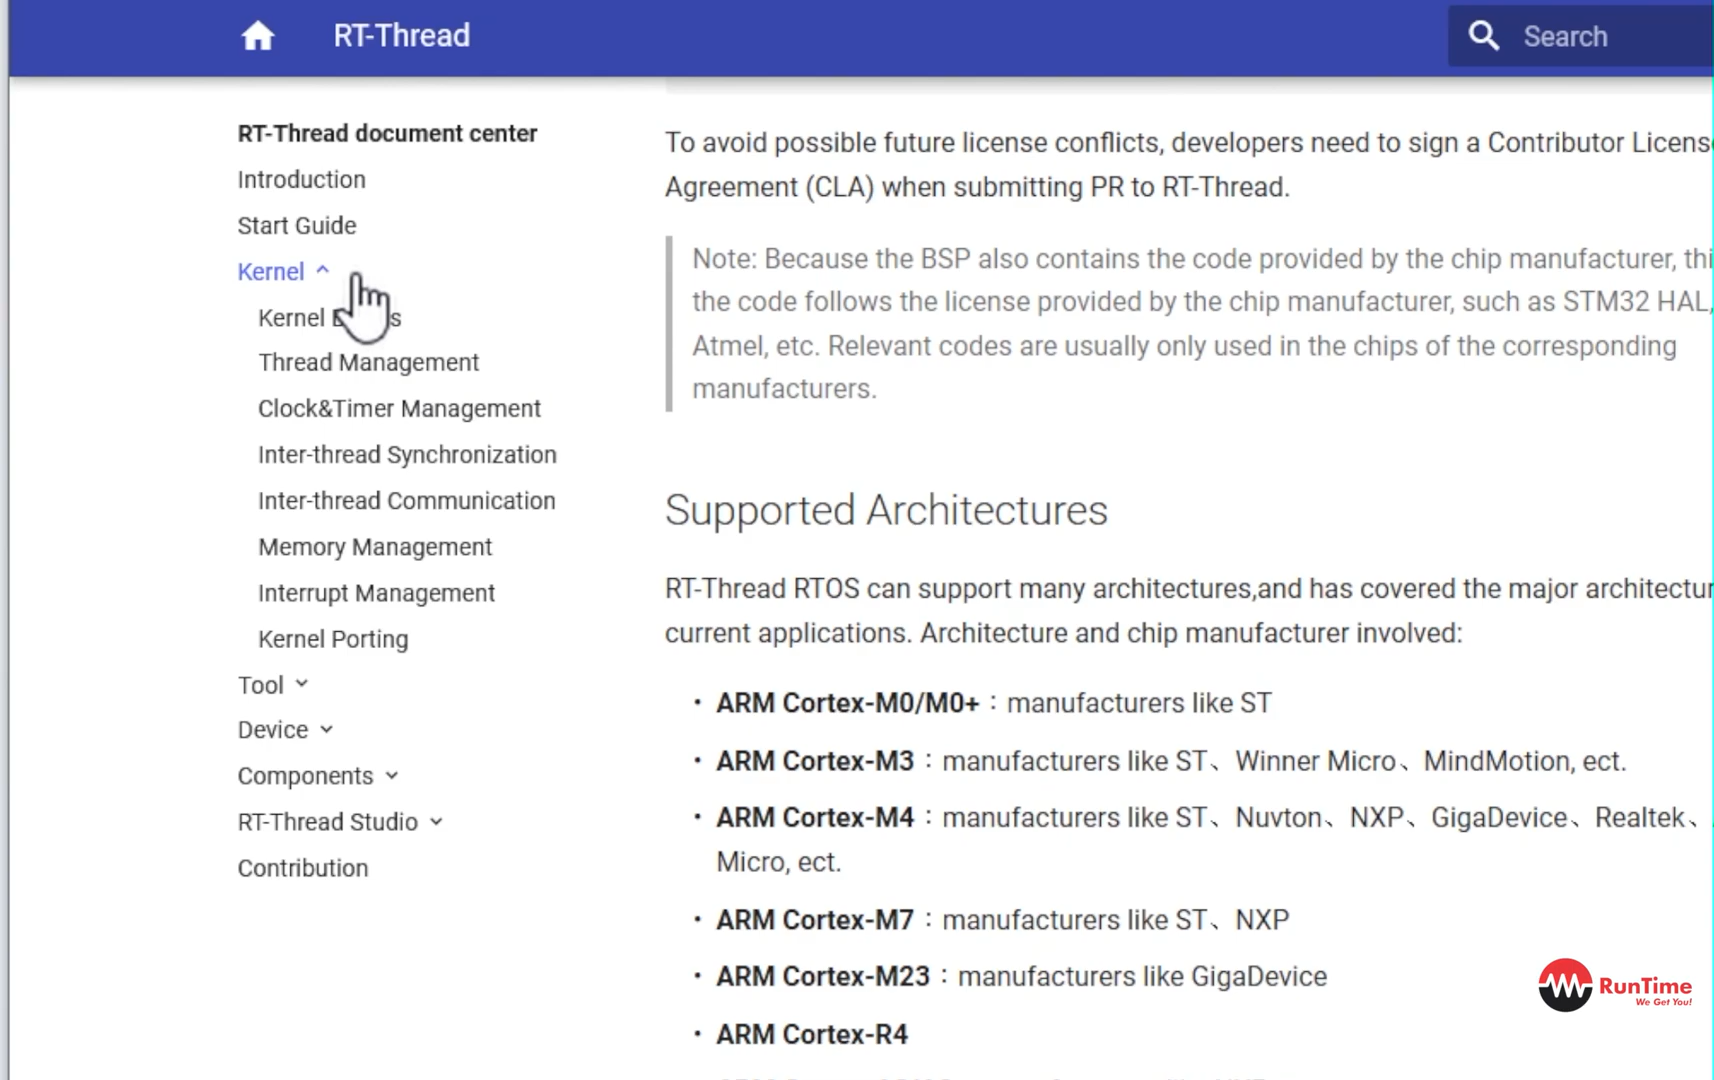 RT-Thread
Search
RT-Thread document center
Introduction
Start Guide
Kernel
Kernel
Thread Management
Clock&Timer Management
Inter-thread Synchronization
Inter-thread Communication
Memory Management
Interrupt Management
Kernel Porting
Tool
Device
Components
RT-Thread Studio
Contribution
To avoid possible future license conflicts, developers need to sign a Contributor Licens
Agreement (CLA) when submitting PR to RT-Thread.
Note: Because the BSP also contains the code provided by the chip manufacturer, thi
the code follows the license provided by the chip manufacturer, such as STM32 HAL,
Atmel, etc. Relevant codes are usually only used in the chips of the corresponding
manufacturers.
Supported Architectures
RT-Thread RTOS can support many architectures,and has covered the major architectur
current applications. Architecture and chip manufacturer involved:
• ARM Cortex-M0/M0+：manufacturers like ST
• ARM Cortex-M3：manufacturers like ST、Winner Micro、MindMotion, ect.
• ARM Cortex-M4：manufacturers like ST、Nuvton、NXP、GigaDevice、Realtek、
Micro, ect.
• ARM Cortex-M7：manufacturers like ST、NXP
• ARM Cortex-M23：manufacturers like GigaDevice
• ARM Cortex-R4
RunTime
We Get You!